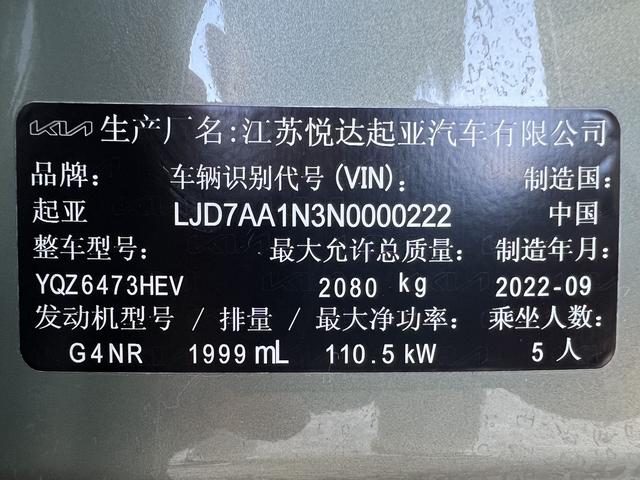 KIA 生产厂名:江苏悦达起亚汽车有限公司
品牌: 车辆识别代号(VIN): 制造国:
起亚 LJD7AA1N3N0000222 中国
整车型号: 最大允许总质量: 制造年月:
YQZ6473HEV 2080 kg 2022-09
发动机型号 / 排量 / 最大净功率: 乘坐人数:
G4NR 1999 mL 110.5 kW 5 人